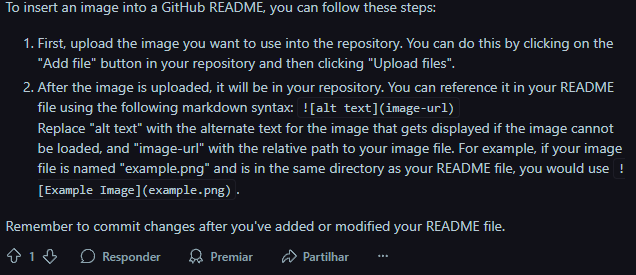 To insert an image into a GitHub README, you can follow these steps:
1. First, upload the image you want to use into the repository. You can do this by clicking on the
"Add file" button in your repository and then clicking "Upload files".
2. After the image is uploaded, it will be in your repository. You can reference it in your README
file using the following markdown syntax: ![alt text](image-url)
Replace "alt text" with the alternate text for the image that gets displayed if the image cannot
be loaded, and "image-url" with the relative path to your image file. For example, if your image
file is named "example.png" and is in the same directory as your README file, you would use !
[Example Image](example.png) .
Remember to commit changes after you've added or modified your README file.
1 Responder Premiar Partilhar ...